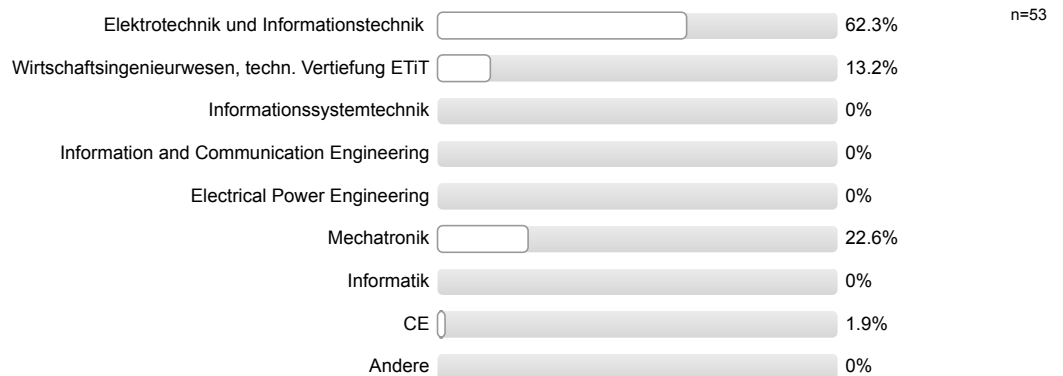 n=53
Elektrotechnik und Informationstechnik 62.3%
Wirtschaftsingenieurwesen, techn. Vertiefung ETiT 13.2%
Informationssystemtechnik 0%
Information and Communication Engineering 0%
Electrical Power Engineering 0%
Mechatronik 22.6%
Informatik 0%
CE 1.9%
Andere 0%